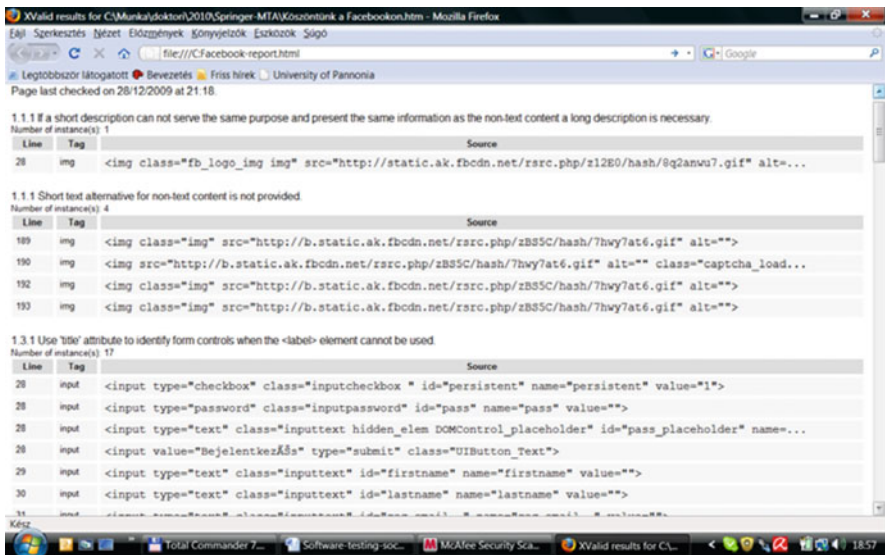 XValid results for C:\Munka\doktori\2010\Springer-MTA\Köszöntünk a Facebookon.htm - Mozilla Firefox
Fájl Szerkesztés Nézet Előzmények Könyvjelzők Eszközök Súgó
file:///C:Facebook-report.html
Google
Legtöbbször látogatott Bevezetés Friss hírek University of Pannonia
Page last checked on 28/12/2009 at 21:18.
1.1.1 If a short description can not serve the same purpose and present the same information as the non-text content a long description is necessary.
Number of instance(s): 1
Line Tag Source
28 img <img class="fb_logo_img img" src="http://static.ak.fbcdn.net/rsrc.php/z12E0/hash/8q2anwu7.gif" alt=...
1.1.1 Short text alternative for non-text content is not provided.
Number of instance(s): 4
Line Tag Source
189 img <img class="img" src="http://b.static.ak.fbcdn.net/rsrc.php/zBS5C/hash/7hwy7at6.gif" alt="">
190 img <img src="http://b.static.ak.fbcdn.net/rsrc.php/zBS5C/hash/7hwy7at6.gif" alt="" class="captcha_load...
192 img <img class="img" src="http://b.static.ak.fbcdn.net/rsrc.php/zBS5C/hash/7hwy7at6.gif" alt="">
193 img <img class="img" src="http://b.static.ak.fbcdn.net/rsrc.php/zBS5C/hash/7hwy7at6.gif" alt="">
1.3.1 Use 'title' attribute to identify form controls when the <label> element cannot be used.
Number of instance(s): 17
Line Tag Source
28 input <input type="checkbox" class="inputcheckbox " id="persistent" name="persistent" value="1">
28 input <input type="password" class="inputpassword" id="pass" name="pass" value="">
28 input <input type="text" class="inputtext hidden_elem DOMControl_placeholder" id="pass_placeholder" name=...
28 input <input value="BejelentkezĂŠs" type="submit" class="UIButton_Text">
29 input <input type="text" class="inputtext" id="firstname" name="firstname" value="">
30 input <input type="text" class="inputtext" id="lastname" name="lastname" value="">
31 input
Kész
Total Commander 7... Software-testing-soc... McAfee Security Sca... XValid results for C:\... 18:57